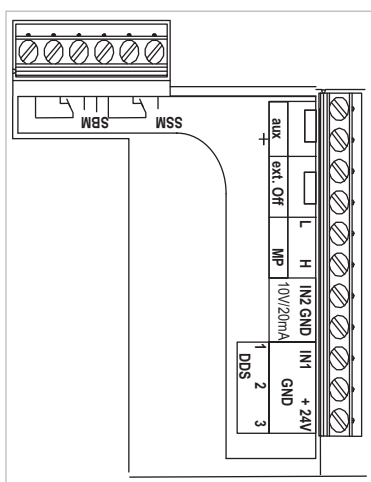 SBM SSM
aux
+
ext. Off
L
MP H
10V/20mA IN2 GND
1 IN1
DDS 2 GND
3 + 24V